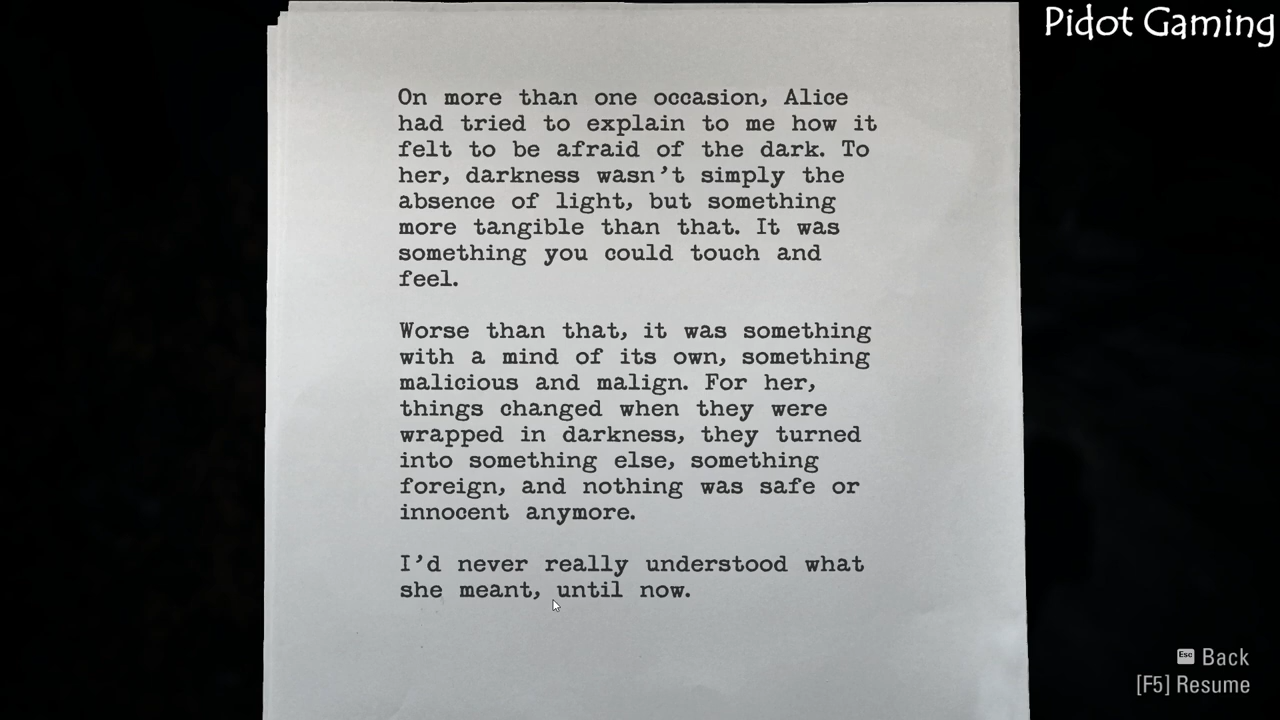 Pidot Gaming
On more than one occasion, Alice
had tried to explain to me how it
felt to be afraid of the dark. To
her, darkness wasn't simply the
absence of light, but something
more tangible than that. It was
something you could touch and
feel.
Worse than that, it was something
with a mind of its own, something
malicious and malign. For her,
things changed when they were
wrapped in darkness, they turned
into something else, something
foreign, and nothing was safe or
innocent anymore.
I'd never really understood what
she meant, until now.
Esc Back
[F5] Resume